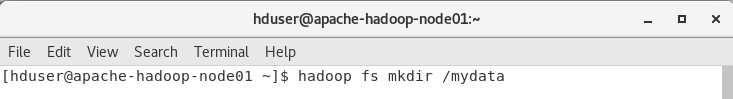 hduser@apache-hadoop-node01:~
File Edit View Search Terminal Help
[hduser@apache-hadoop-node01 ~]$ hadoop fs mkdir /mydata